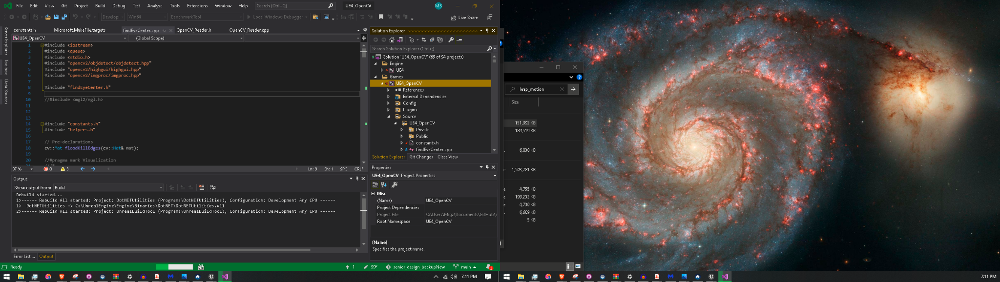 File Edit View Git Project Build Debug Test Analyze Tools Extensions Window Help Search (Ctrl+Q) UE4_OpenCV MS
Develop Win64 BenchmarkTool Local Windows Debugger Live Share
Server Explorer
Toolbox
Data Sources
constants.h Microsoft.MakeFile.targets findEyeCenter.cpp OpenCV_Reader.h OpenCV_Reader.cpp
UE4_OpenCV (Global Scope)
1 #include <iostream>
2 #include <queue>
3 #include <stdio.h>
4 #include "opencv2/objdetect/objdetect.hpp"
5 #include "opencv2/highgui/highgui.hpp"
6 #include "opencv2/imgproc/imgproc.hpp"
7
8 #include "findEyeCenter.h"
9
10 //#include <mgl2/mgl.h>
11
12
13
14 #include "constants.h"
15 #include "helpers.h"
16
17 // Pre-declarations
18 cv::Mat floodKillEdges(cv::Mat& mat);
19
20 //#pragma mark Visualization
97 % 0 3 Ln: 9 Ch: 1 SPC CRLF
Output
Show output from: Build
Rebuild started...
1>------ Rebuild All started: Project: DotNETUtilities (Programs\DotNETUtilities), Configuration: Development Any CPU ------
1> DotNETUtilities -> C:\UnrealEngine\Engine\Binaries\DotNET\DotNETUtilities.dll
2>------ Rebuild All started: Project: UnrealBuildTool (Programs\UnrealBuildTool), Configuration: Development Any CPU ------
Error List ... Output
Solution Explorer
Search Solution Explorer (Ctrl+;)
Solution 'UE4_OpenCV' (69 of 94 projects)
Engine
UE4
Games
UE4_OpenCV
References
External Dependencies
Config
Plugins
Source
UE4_OpenCV
Private
Public
constants.h
findEyeCenter.cpp
Solution Explorer Git Changes Class View
Properties
UE4_OpenCV Project Properties
Misc
(Name) UE4_OpenCV
Project Dependencies
Project File C:\Users\Migz\Documents\GitHub\s
Root Namespace UE4_OpenCV
(Name)
Specifies the project name.
Ready 1 99* senior_design_backupNew main 2
7:11 PM
leap_motion
Size
151,992 KB
189,519 KB
6,838 KB
1,503,781 KB
4,755 KB
199,232 KB
4,730 KB
6,609 KB
5 KB
7:11 PM